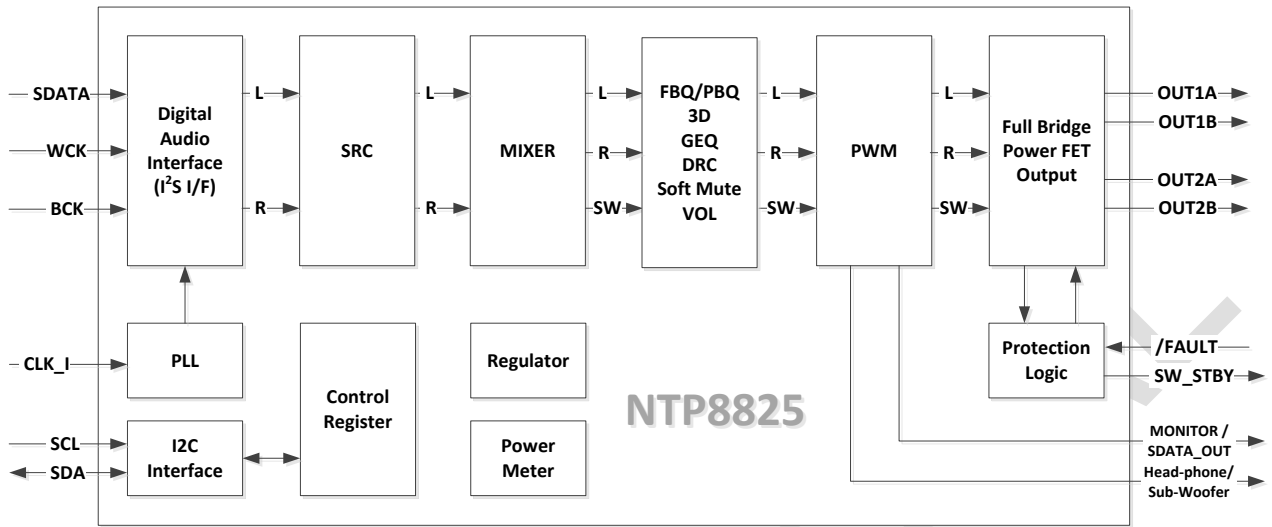 SDATA
WCK
BCK
Digital
Audio
Interface
(I²S I/F)
L
R
SRC
L
R
MIXER
L
R
SW
FBQ/PBQ
3D
GEQ
DRC
Soft Mute
VOL
L
R
SW
PWM
L
R
SW
Full Bridge
Power FET
Output
OUT1A
OUT1B
OUT2A
OUT2B
CLK_I
PLL
Control
Register
Regulator
Protection
Logic
/FAULT
SW_STBY
NTP8825
SCL
SDA
I2C
Interface
Power
Meter
MONITOR /
SDATA_OUT
Head-phone/
Sub-Woofer